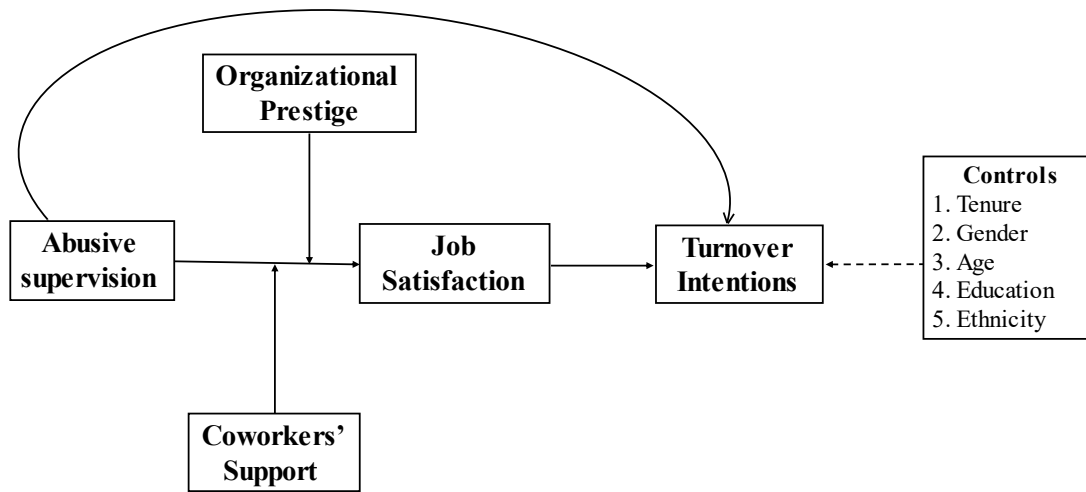 Organizational
Prestige
Abusive
supervision
Job
Satisfaction
Turnover
Intentions
Controls
1. Tenure
2. Gender
3. Age
4. Education
5. Ethnicity
Coworkers’
Support